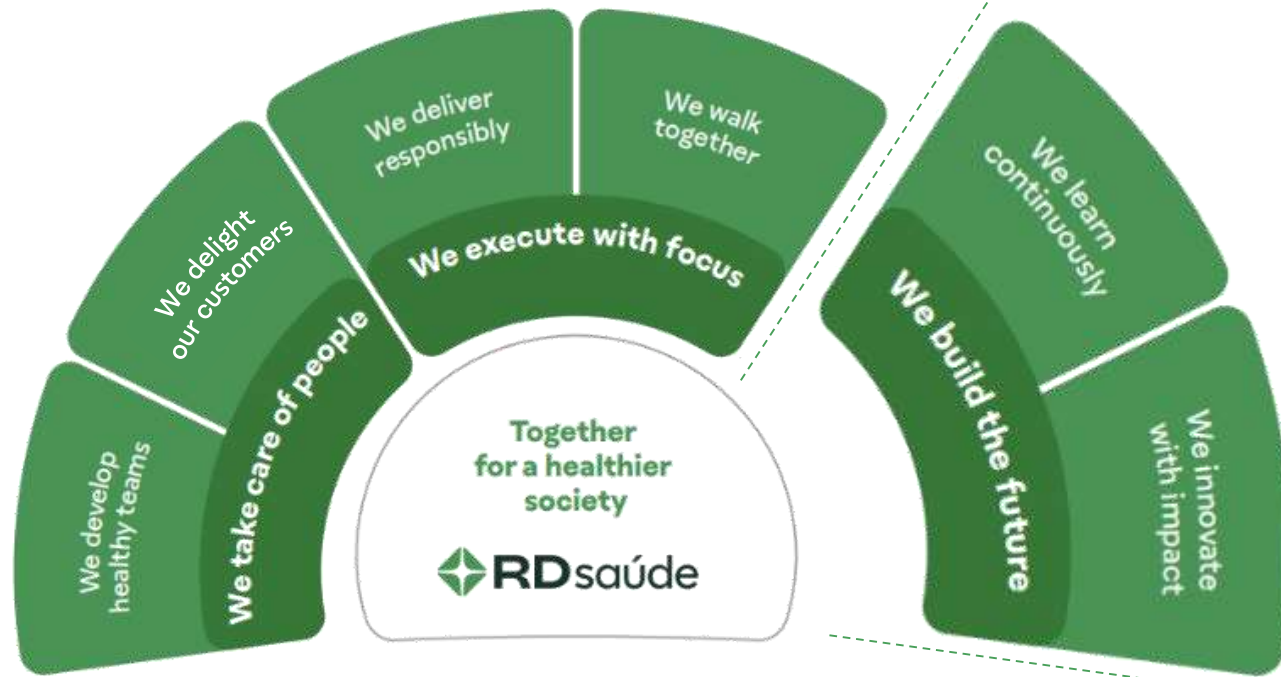 We develop
healthy teams
We delight
our customers
We take care of people
We deliver
responsibly
We walk
together
We execute with focus
We learn
continuously
We innovate
with impact
We build the future
Together
for a healthier
society
RDsaúde